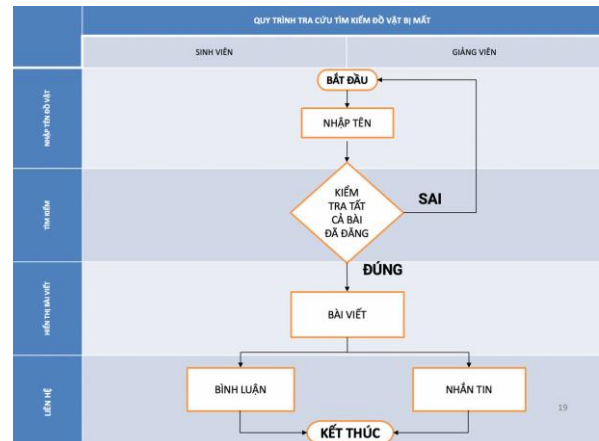 QUY TRÌNH TRA CỨU TÌM KIẾM ĐỒ VẬT BỊ MẤT
SINH VIÊN
GIẢNG VIÊN
NHẬP TÊN ĐỒ VẬT
BẮT ĐẦU
NHẬP TÊN
TÌM KIẾM
KIỂM
TRA TẤT
CẢ BÀI
ĐÃ ĐĂNG
SAI
ĐÚNG
HIỂN THỊ BÀI VIẾT
BÀI VIẾT
LIÊN HỆ
BÌNH LUẬN
NHẮN TIN
19
KẾT THÚC